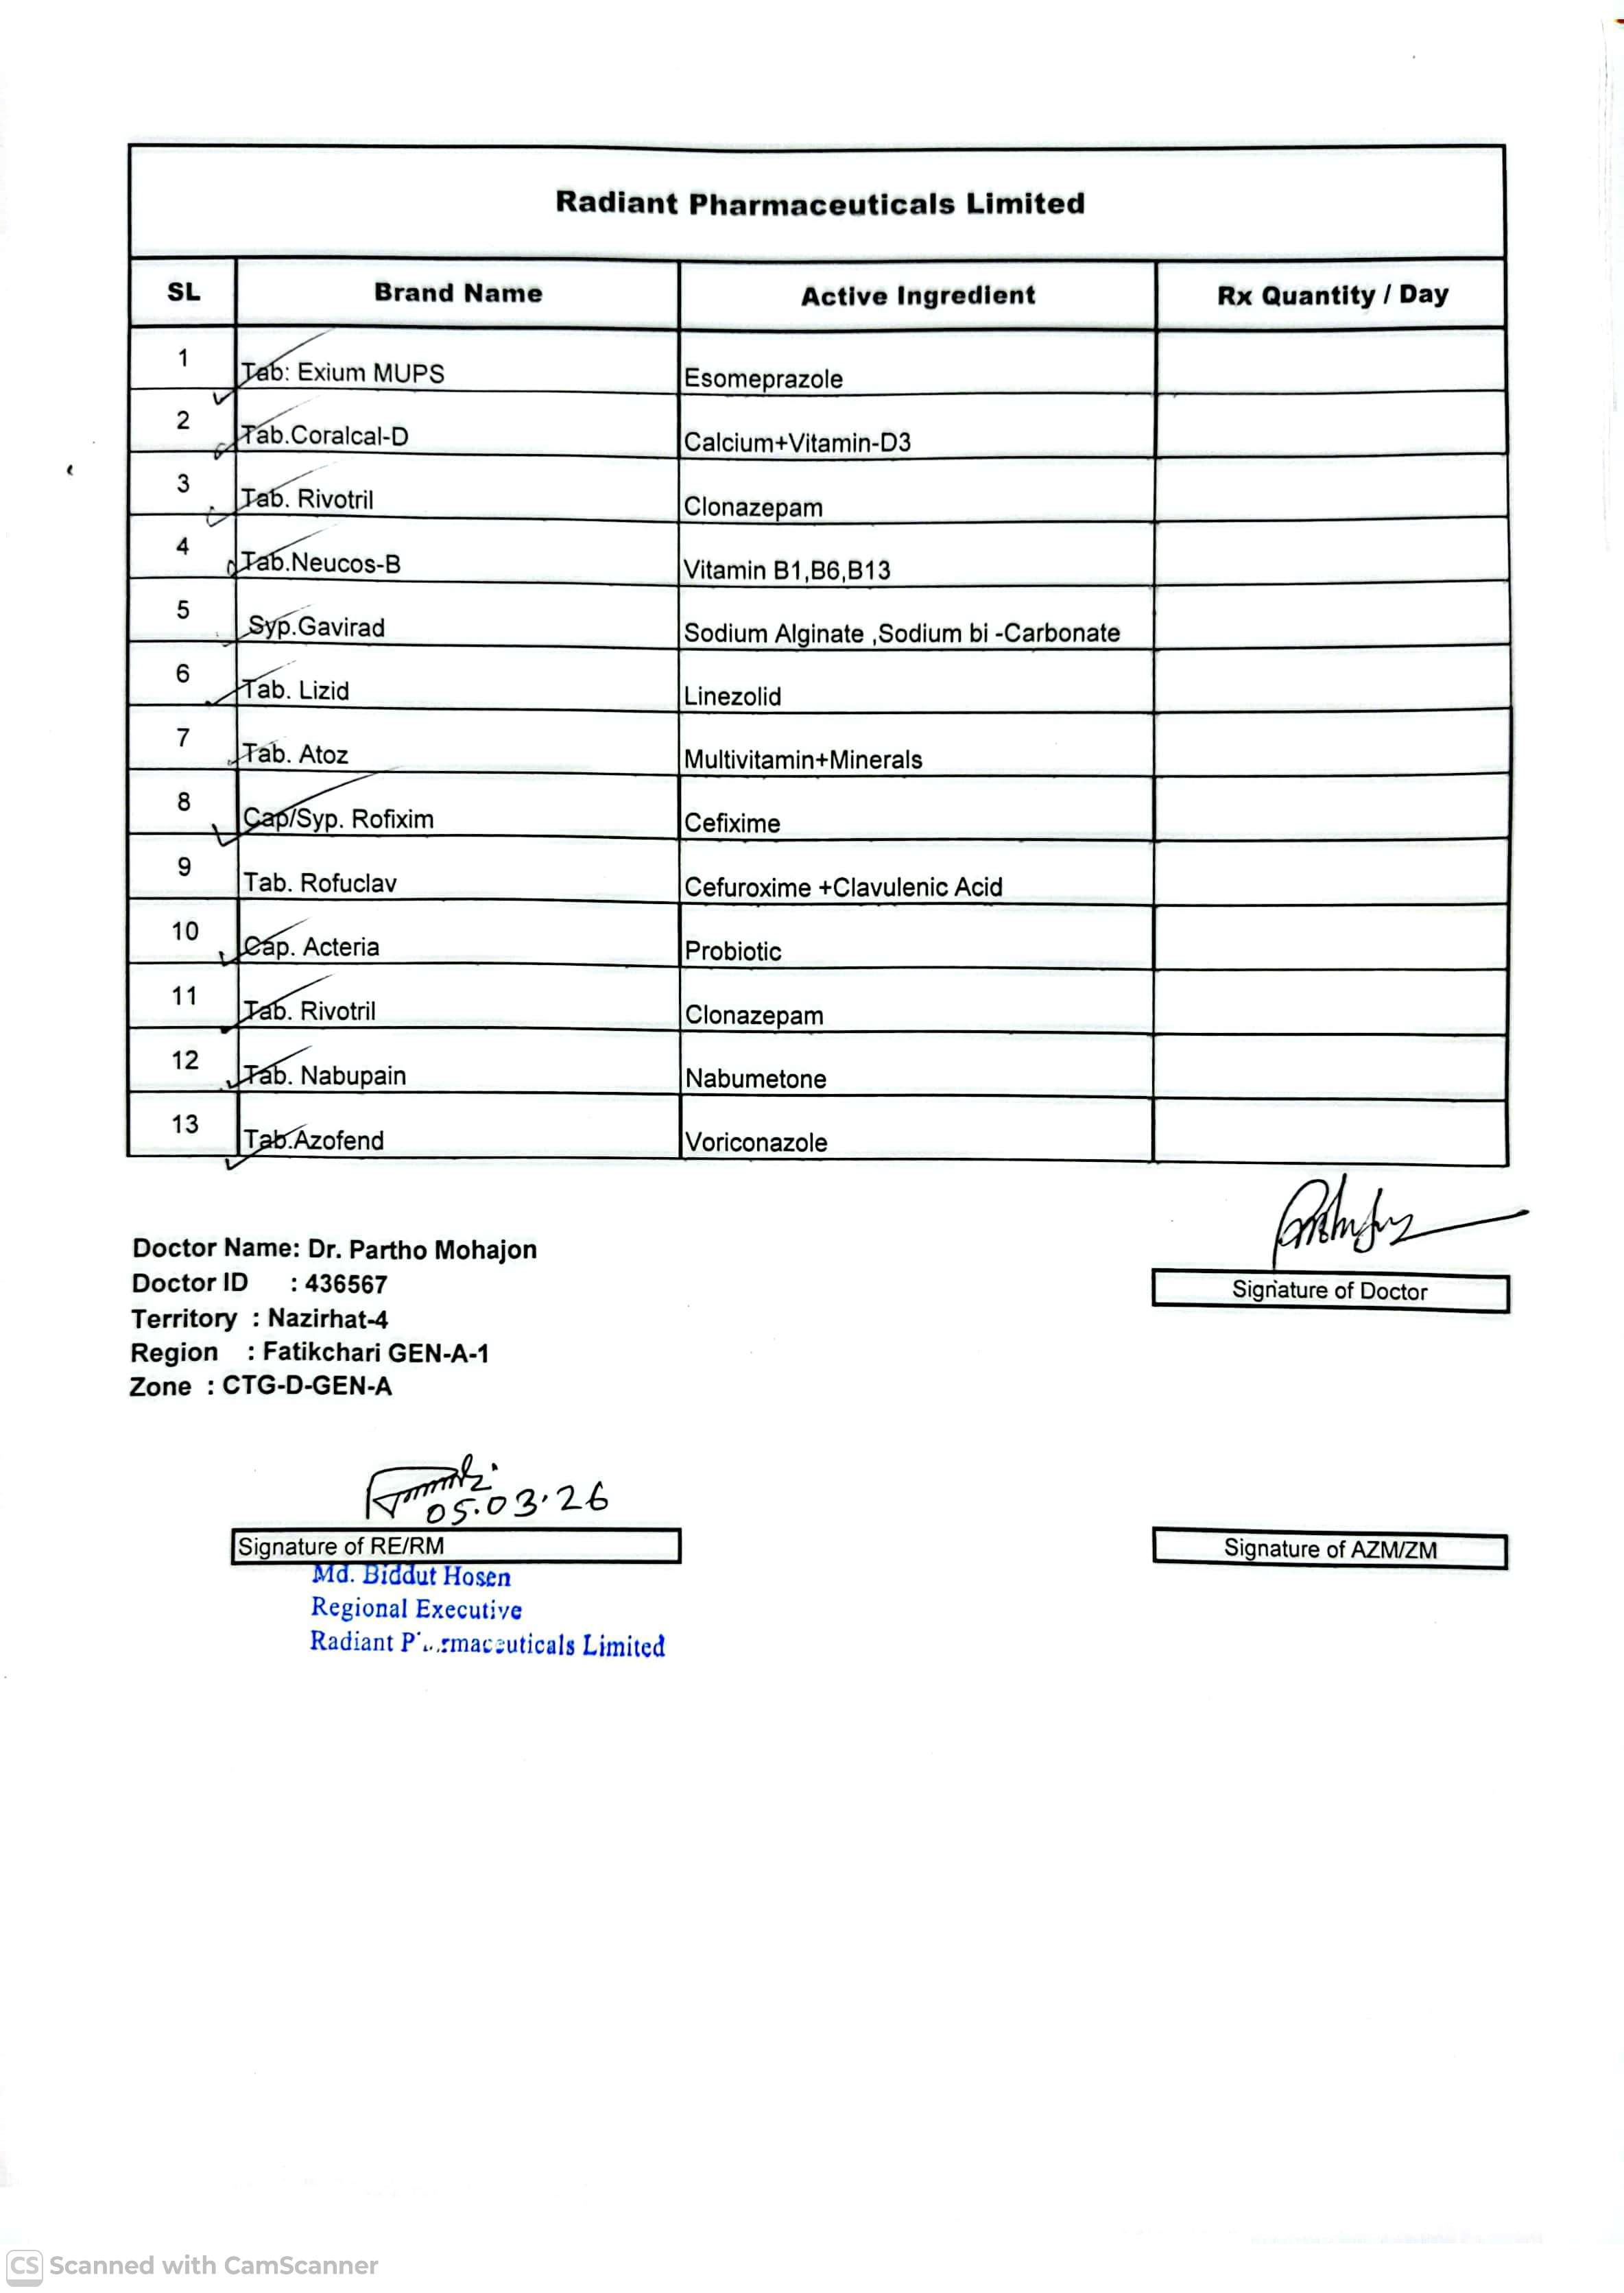 Radiant Pharmaceuticals Limited
SL Brand Name Active Ingredient Rx Quantity / Day
1 Tab: Exium MUPS Esomeprazole
2 Tab.Coralcal-D Calcium+Vitamin-D3
3 Tab. Rivotril Clonazepam
4 Tab.Neucos-B Vitamin B1,B6,B13
5 Syp.Gavirad Sodium Alginate ,Sodium bi -Carbonate
6 Tab. Lizid Linezolid
7 Tab. Atoz Multivitamin+Minerals
8 Cap/Syp. Rofixim Cefixime
9 Tab. Rofuclav Cefuroxime +Clavulenic Acid
10 Cap. Acteria Probiotic
11 Tab. Rivotril Clonazepam
12 Tab. Nabupain Nabumetone
13 Tab.Azofend Voriconazole
Doctor Name: Dr. Partho Mohajon
Doctor ID : 436567
Territory : Nazirhat-4
Region : Fatikchari GEN-A-1
Zone : CTG-D-GEN-A
Signature of Doctor
05.03.26
Signature of RE/RM
Signature of AZM/ZM
Md. Biddut Hosen
Regional Executive
Radiant Pharmaceuticals Limited
CS Scanned with CamScanner